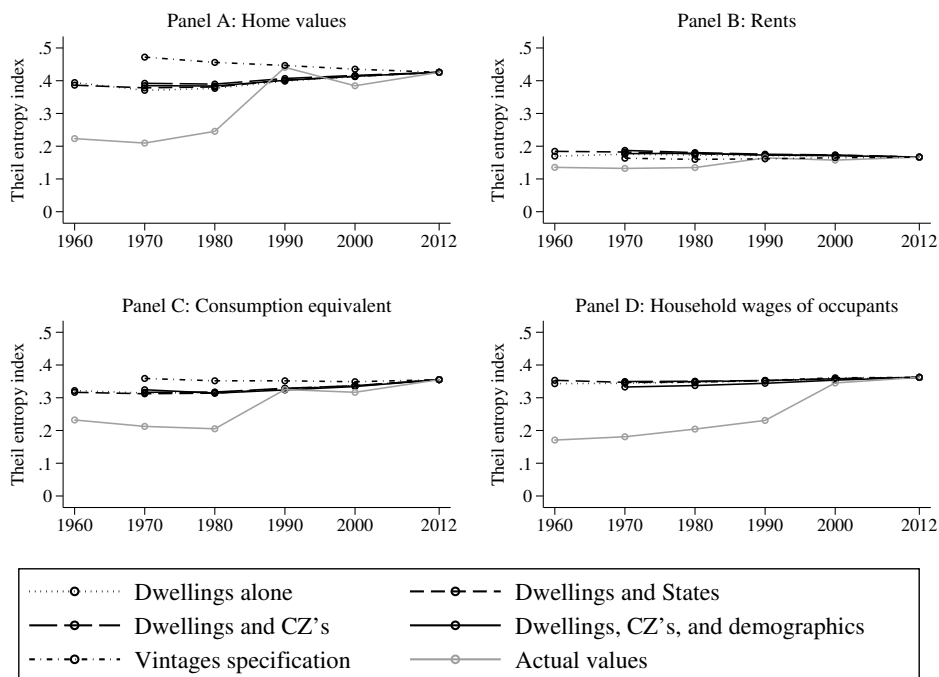 Panel A: Home values
Theil entropy index
.5
.4
.3
.2
.1
0
1960 1970 1980 1990 2000 2012
Panel B: Rents
Theil entropy index
.5
.4
.3
.2
.1
0
1960 1970 1980 1990 2000 2012
Panel C: Consumption equivalent
Theil entropy index
.5
.4
.3
.2
.1
0
1960 1970 1980 1990 2000 2012
Panel D: Household wages of occupants
Theil entropy index
.5
.4
.3
.2
.1
0
1960 1970 1980 1990 2000 2012
Dwellings alone
Dwellings and States
Dwellings and CZ's
Dwellings, CZ's, and demographics
Vintages specification
Actual values